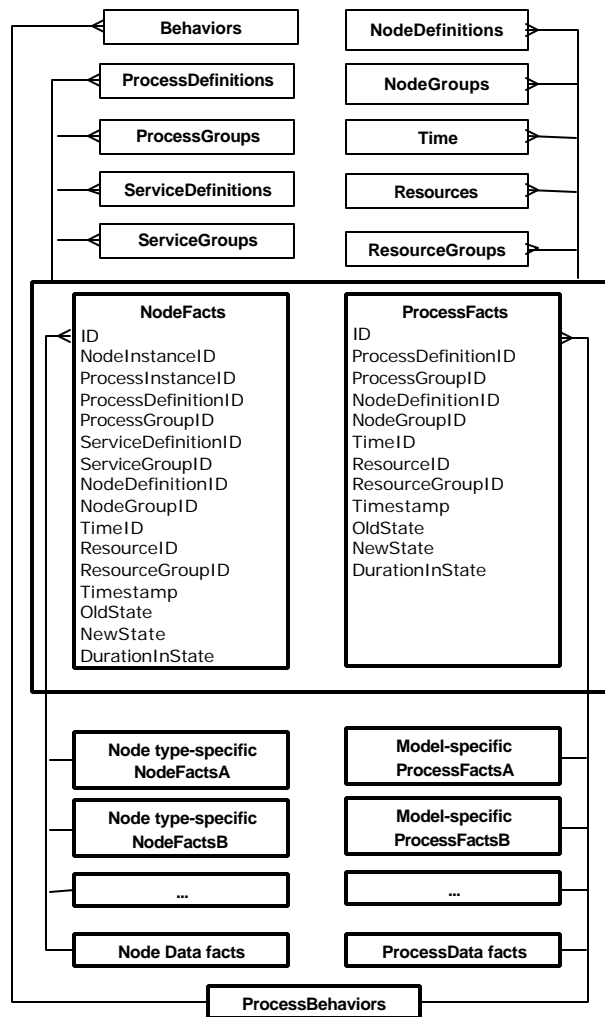 Behaviors
NodeDefinitions
ProcessDefinitions
NodeGroups
ProcessGroups
Time
ServiceDefinitions
Resources
ServiceGroups
ResourceGroups
NodeFacts
ID
NodeInstanceID
ProcessInstanceID
ProcessDefinitionID
ProcessGroupID
ServiceDefinitionID
ServiceGroupID
NodeDefinitionID
NodeGroupID
TimeID
ResourceID
ResourceGroupID
Timestamp
OldState
NewState
DurationInState
ProcessFacts
ID
ProcessDefinitionID
ProcessGroupID
NodeDefinitionID
NodeGroupID
TimeID
ResourceID
ResourceGroupID
Timestamp
OldState
NewState
DurationInState
Node type-specific
NodeFactsA
Model-specific
ProcessFactsA
Node type-specific
NodeFactsB
Model-specific
ProcessFactsB
...
...
Node Data facts
ProcessData facts
ProcessBehaviors